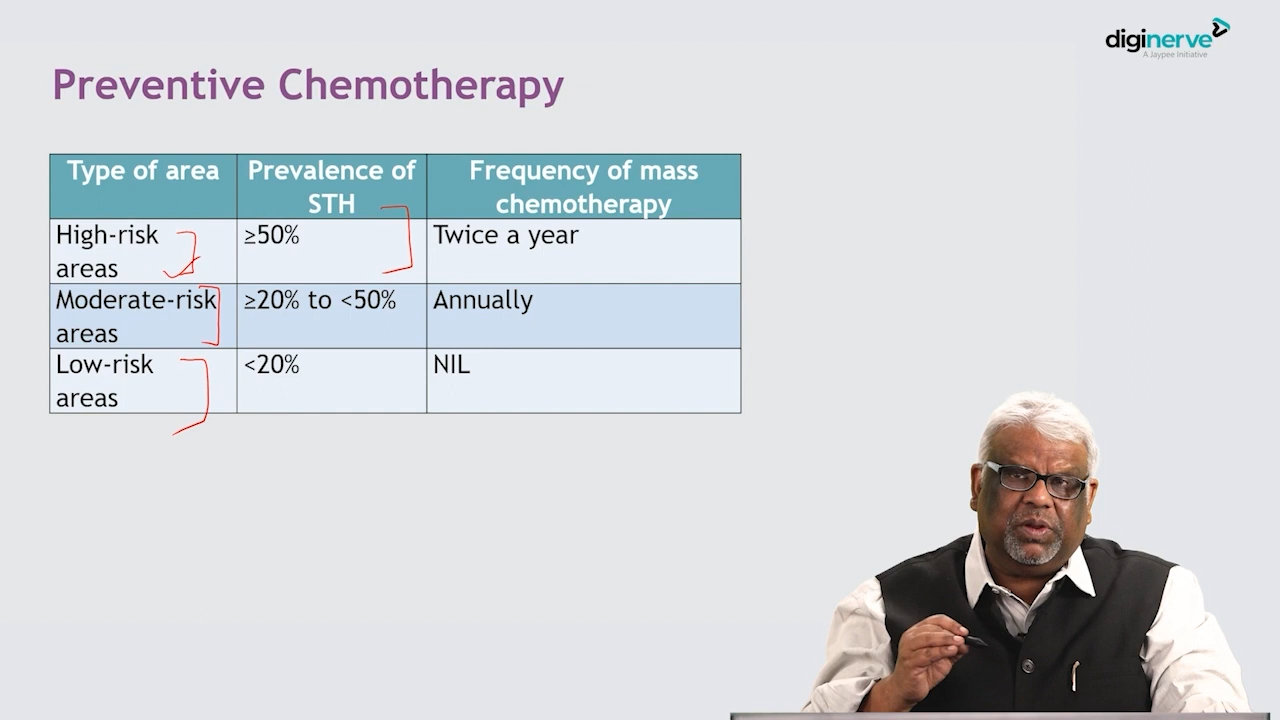 diginerve
A Jaypee Initiative
Preventive Chemotherapy
Type of area
Prevalence of
STH
Frequency of mass
chemotherapy
High-risk
areas
≥50%
Twice a year
Moderate-risk
areas
≥20% to <50%
Annually
Low-risk
areas
<20%
NIL